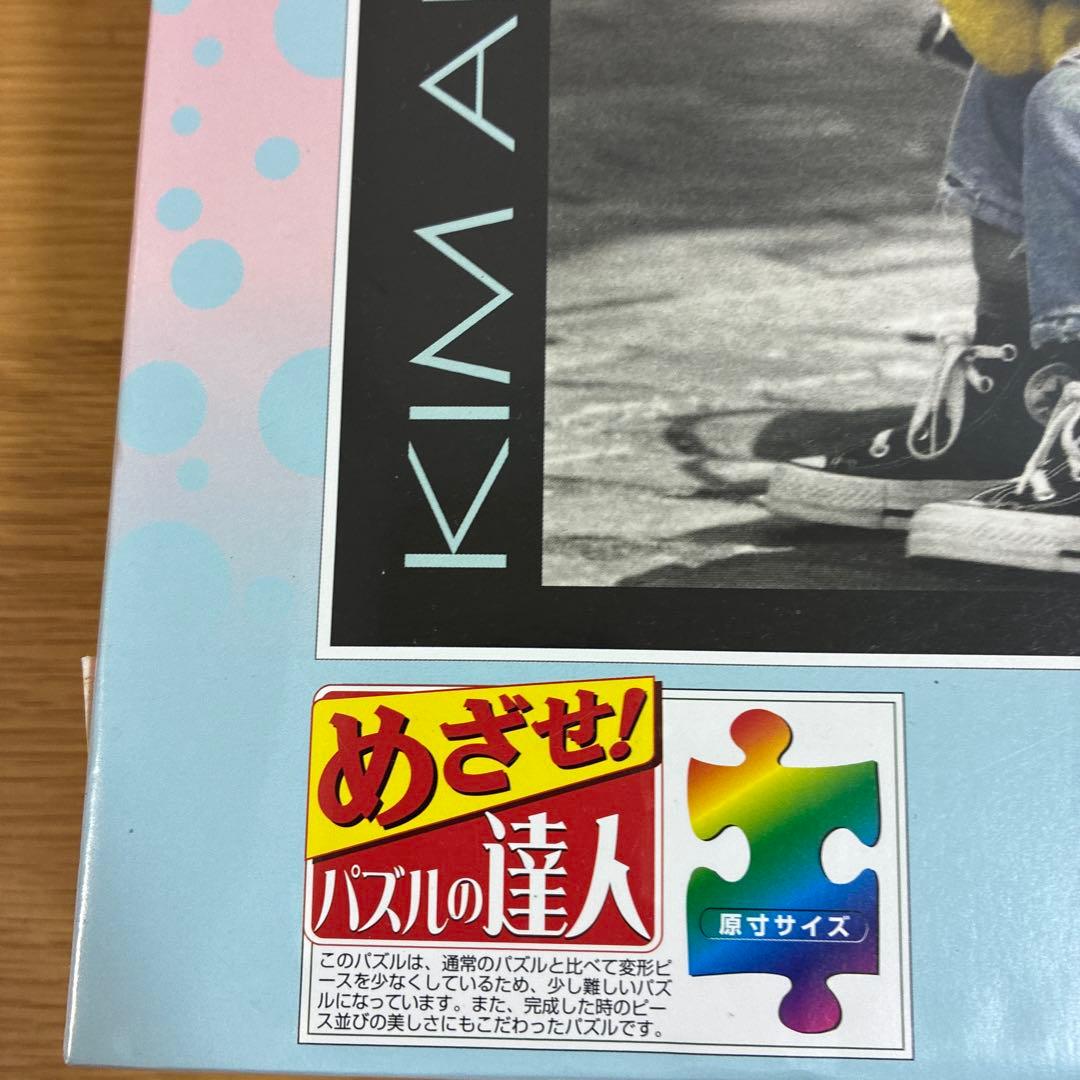 KIM A
めざせ!
パズルの達人
原寸サイズ
このパズルは、通常のパズルと比べて変形ピ
ースを少なくしているため、少し難しいパズ
ルになっています。また、完成した時のピー
ス並びの美しさにもこだわったパズルです。